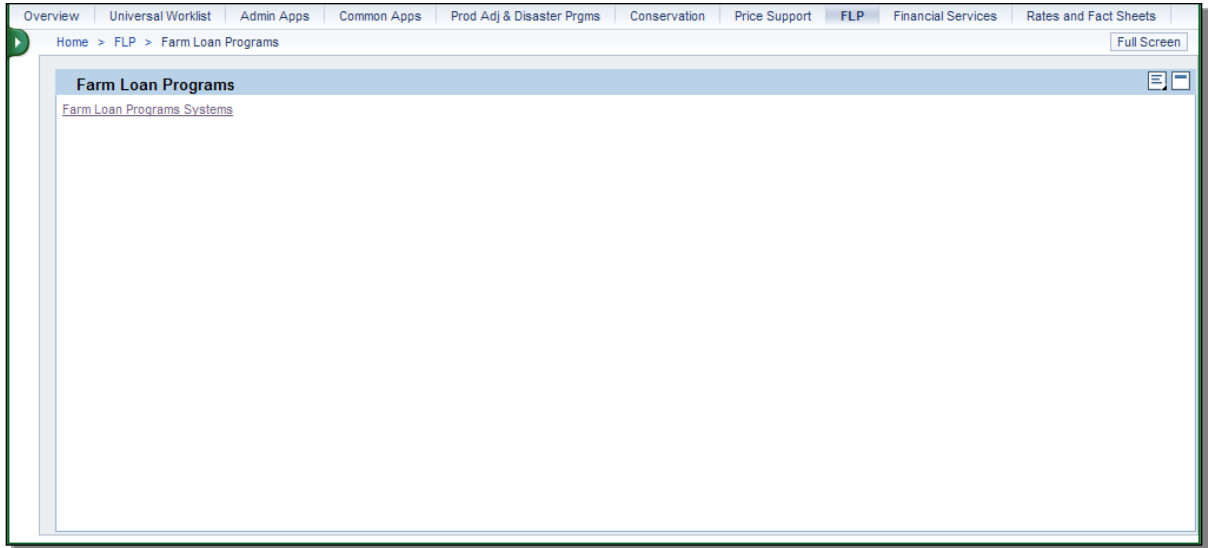 Overview Universal Worklist Admin Apps Common Apps Prod Adj & Disaster Prgms Conservation Price Support FLP Financial Services Rates and Fact Sheets
Home > FLP > Farm Loan Programs Full Screen
Farm Loan Programs
Farm Loan Programs Systems